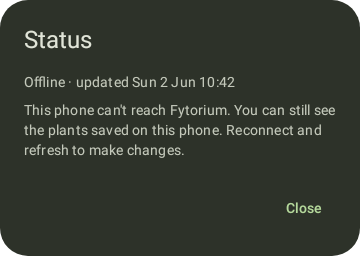 Status
Offline · updated Sun 2 Jun 10:42
This phone can't reach Fytorium. You can still see
the plants saved on this phone. Reconnect and
refresh to make changes.
Close